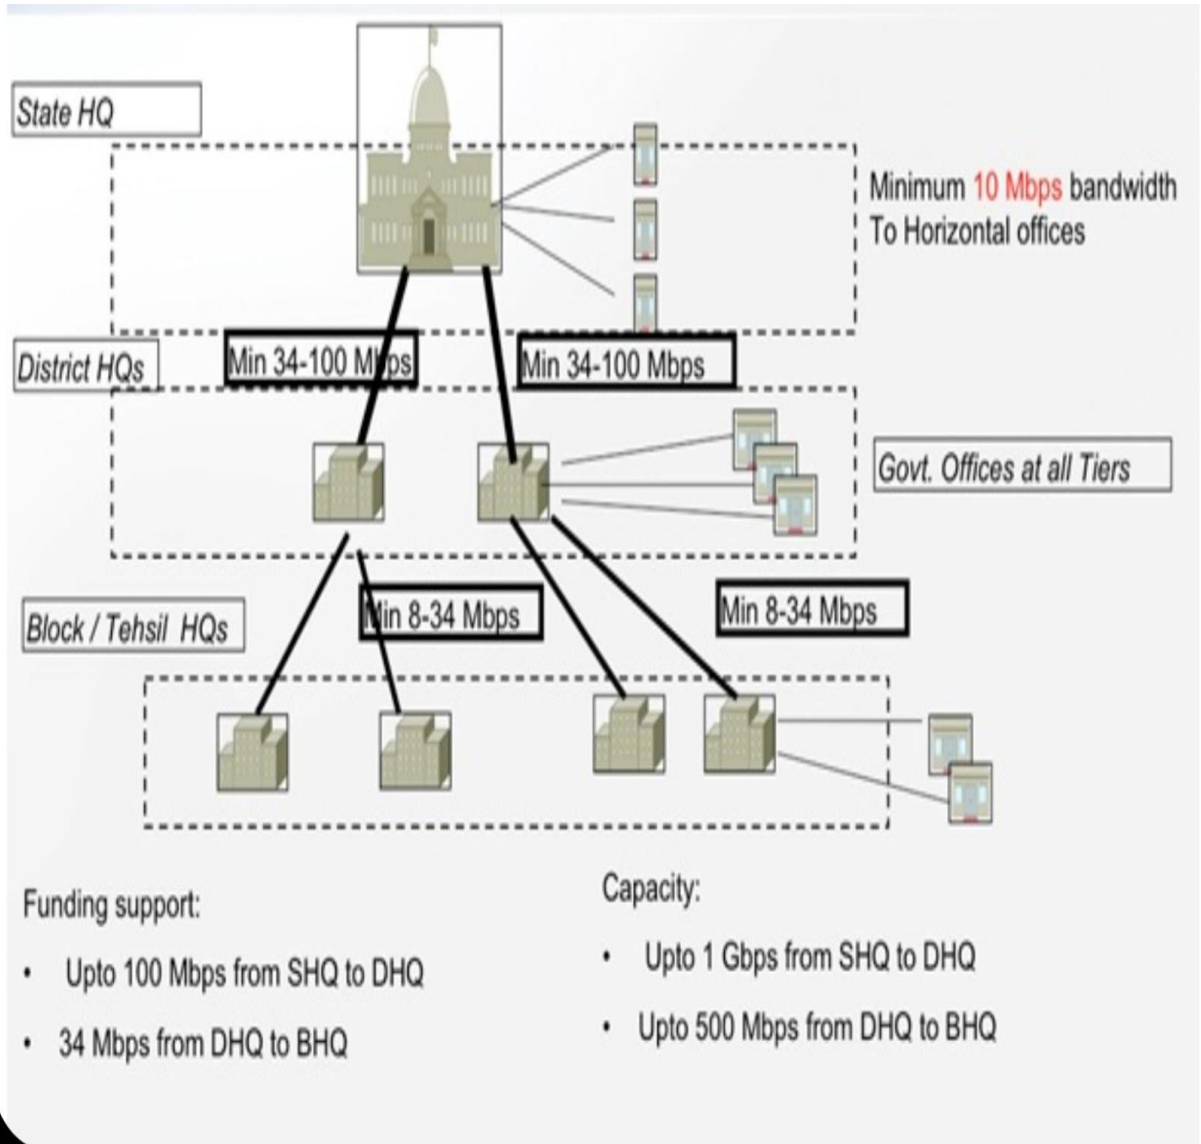 State HQ
Minimum 10 Mbps bandwidth
To Horizontal offices
District HQs
Min 34-100 Mbps
Min 34-100 Mbps
Govt. Offices at all Tiers
Block / Tehsil HQs
Min 8-34 Mbps
Min 8-34 Mbps
Funding support:
• Upto 100 Mbps from SHQ to DHQ
• 34 Mbps from DHQ to BHQ
Capacity:
• Upto 1 Gbps from SHQ to DHQ
• Upto 500 Mbps from DHQ to BHQ